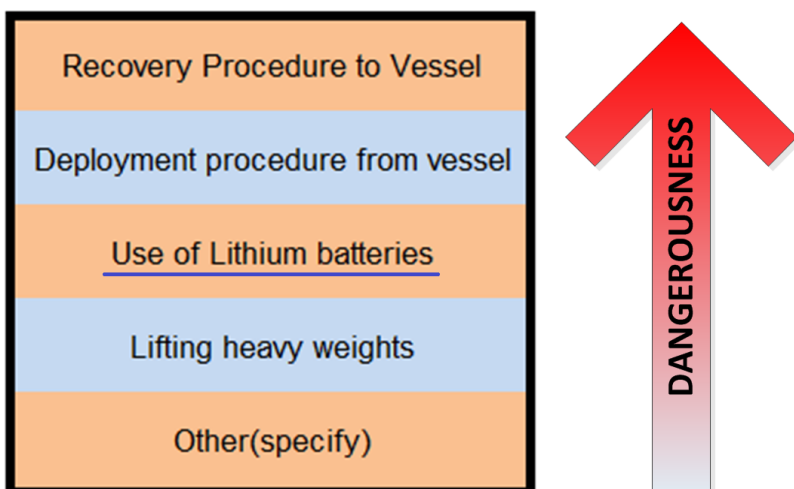 Recovery Procedure to Vessel
Deployment procedure from vessel
Use of Lithium batteries
Lifting heavy weights
Other(specify)
DANGEROUSNESS